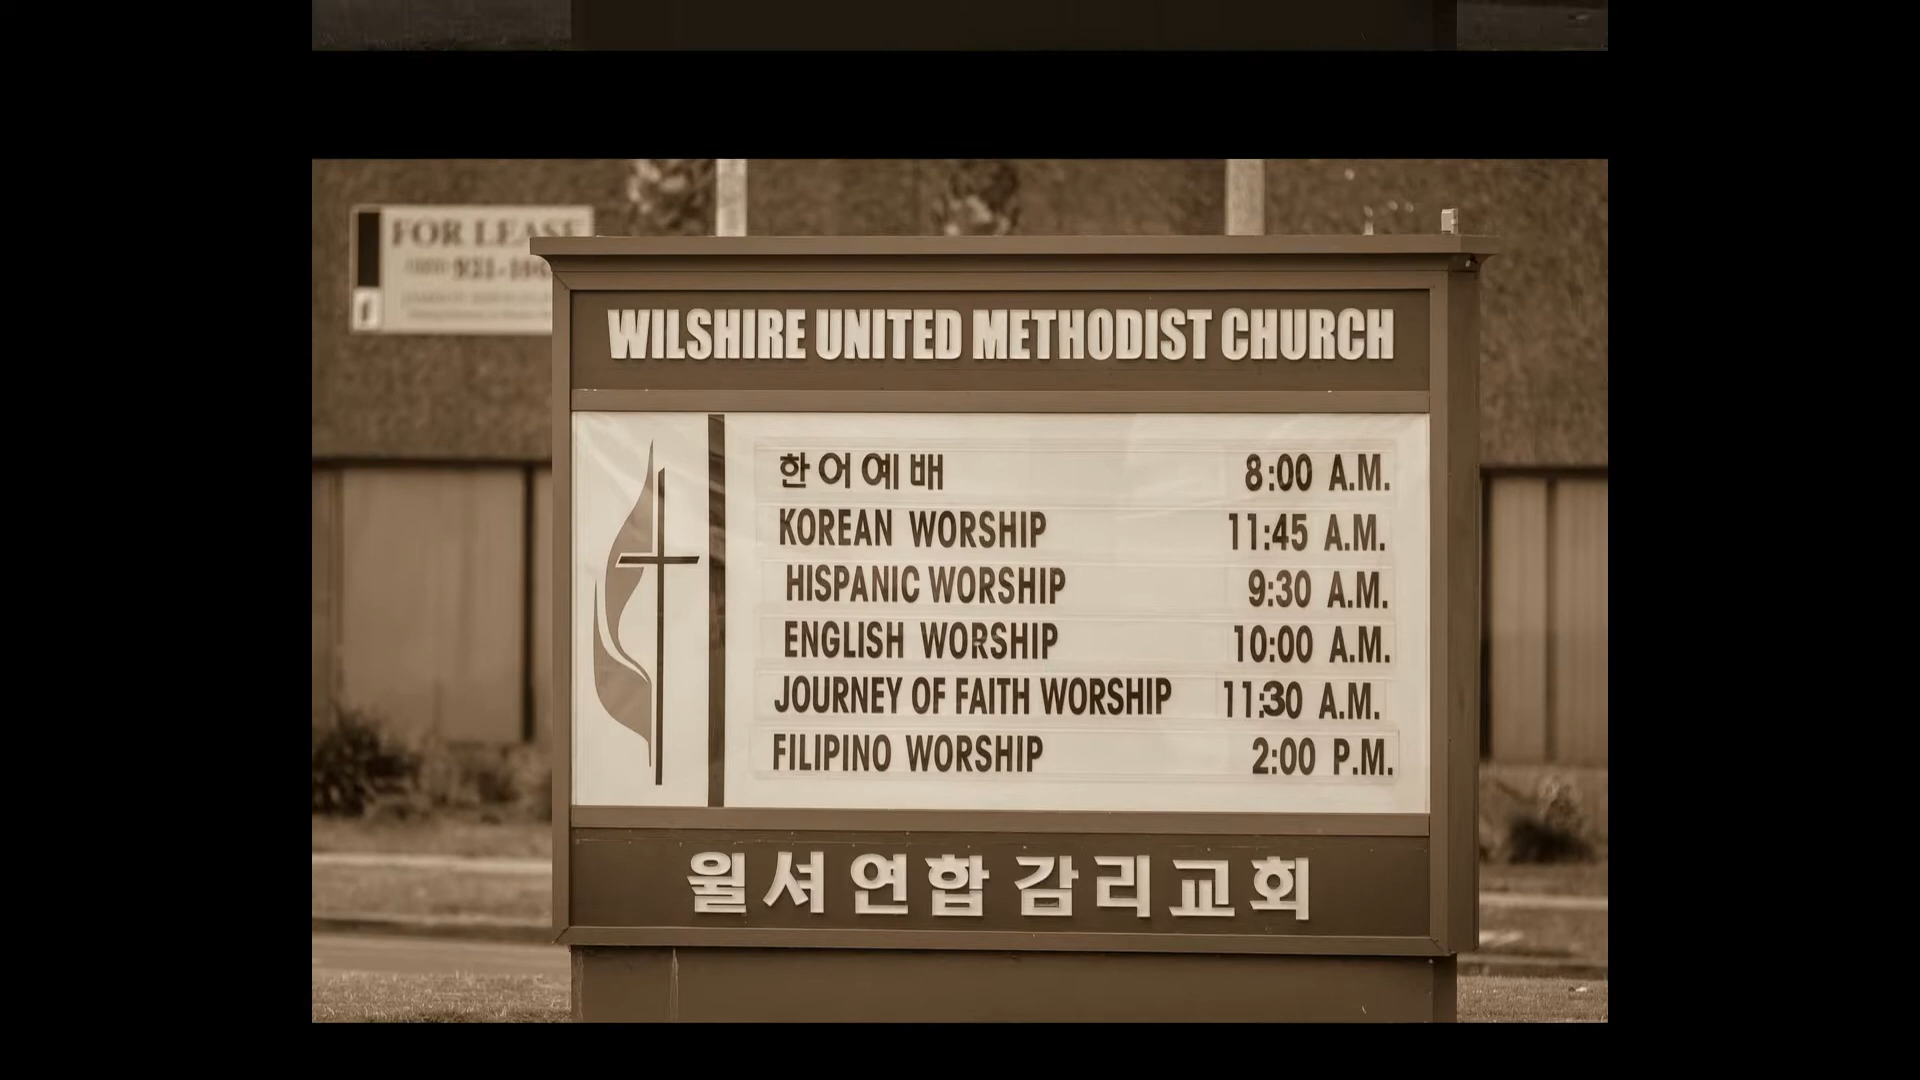 FOR LEASE
WILSHIRE UNITED METHODIST CHURCH
한어예배 8:00 A.M.
KOREAN WORSHIP 11:45 A.M.
HISPANIC WORSHIP 9:30 A.M.
ENGLISH WORSHIP 10:00 A.M.
JOURNEY OF FAITH WORSHIP 11:30 A.M.
FILIPINO WORSHIP 2:00 P.M.
윌셔연합감리교회